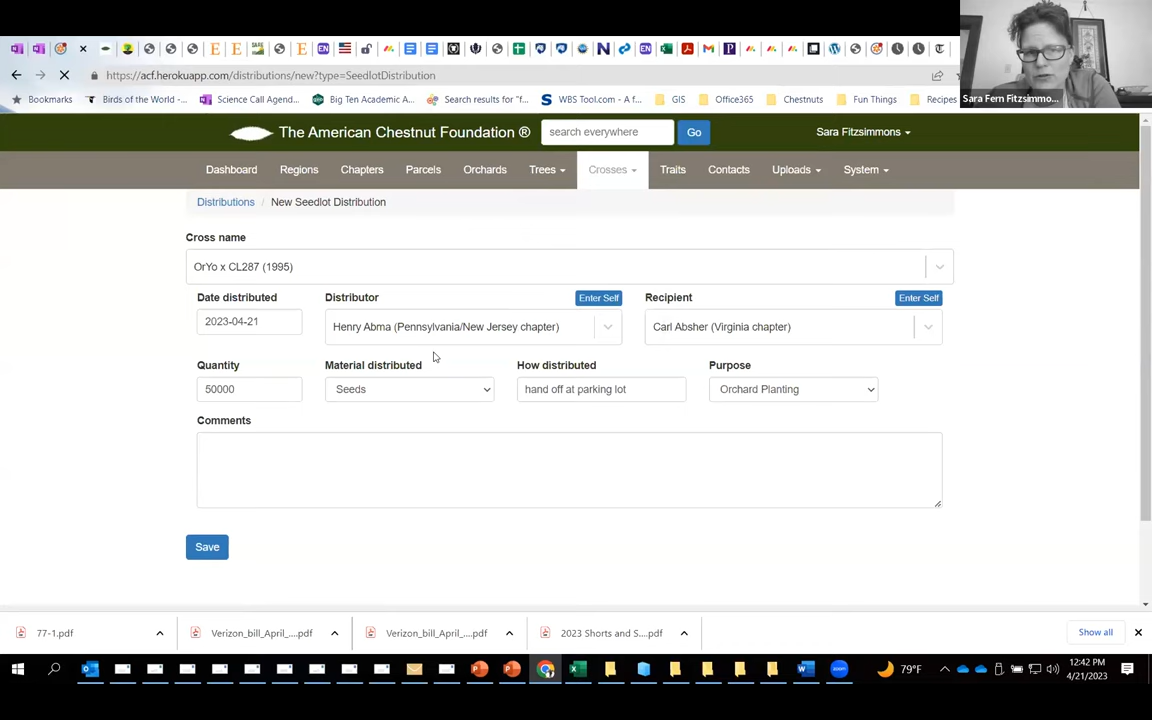 https://acf.herokuapp.com/distributions/new?type=SeedlotDistribution
Bookmarks
Birds of the World -...
Science Call Agend...
Big Ten Academic A...
Search results for "f...
WBS Tool.com - A f...
GIS
Office365
Chestnuts
Fun Things
Recipes
Sara Fern Fitzsimmo...
The American Chestnut Foundation ®
search everywhere
Go
Sara Fitzsimmons
Dashboard
Regions
Chapters
Parcels
Orchards
Trees
Crosses
Traits
Contacts
Uploads
System
Distributions / New Seedlot Distribution
Cross name
OrYo x CL287 (1995)
Date distributed
Distributor
Enter Self
Recipient
Enter Self
2023-04-21
Henry Abma (Pennsylvania/New Jersey chapter)
Carl Absher (Virginia chapter)
Quantity
Material distributed
How distributed
Purpose
50000
Seeds
hand off at parking lot
Orchard Planting
Comments
Save
77-1.pdf
Verizon_bill_April_....pdf
Verizon_bill_April_....pdf
2023 Shorts and S....pdf
Show all
79°F
12:42 PM
4/21/2023